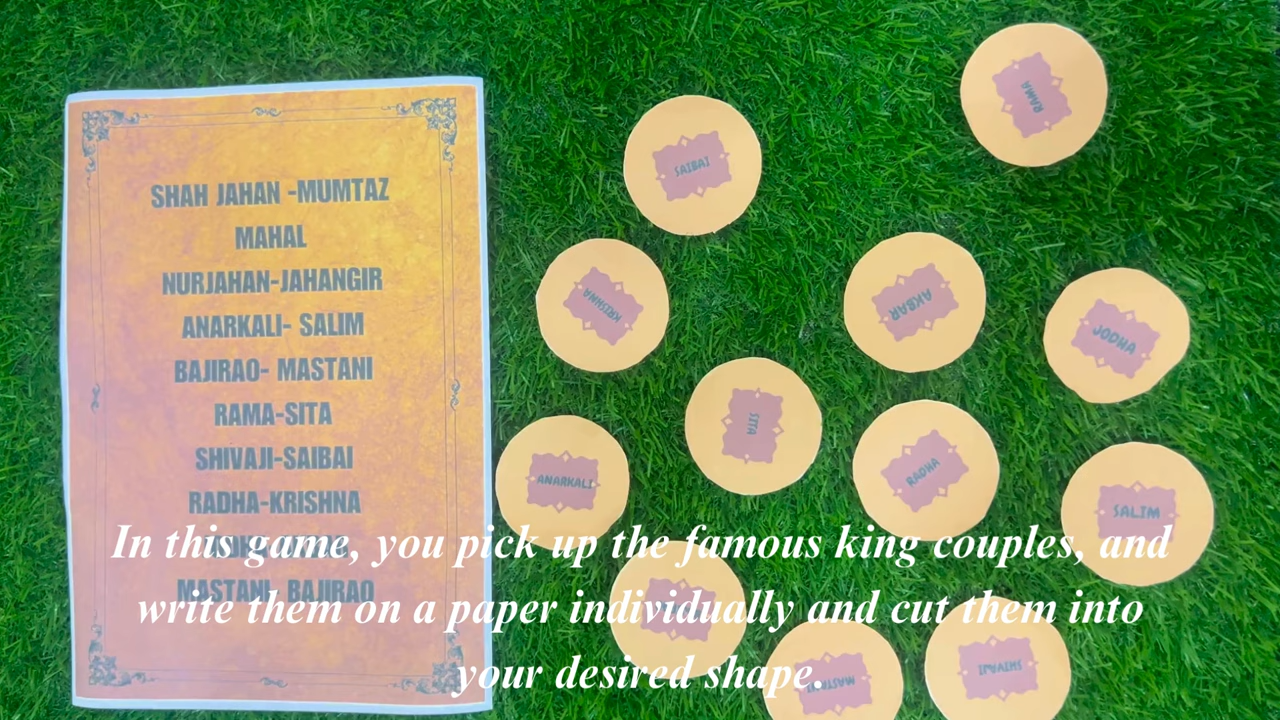 SHAH JAHAN -MUMTAZ
MAHAL
NURJAHAN-JAHANGIR
ANARKALI- SALIM
BAJIRAO- MASTANI
RAMA-SITA
SHIVAJI-SAIBAI
RADHA-KRISHNA
MASTANI- BAJIRAO
RAMA
SAIBAI
KRISHNA
AKBAR
JODHA
SITA
ANARKALI
RADHA
SALIM
SHIVAJI
In this game, you pick up the famous king couples, and
write them on a paper individually and cut them into
your desired shape.